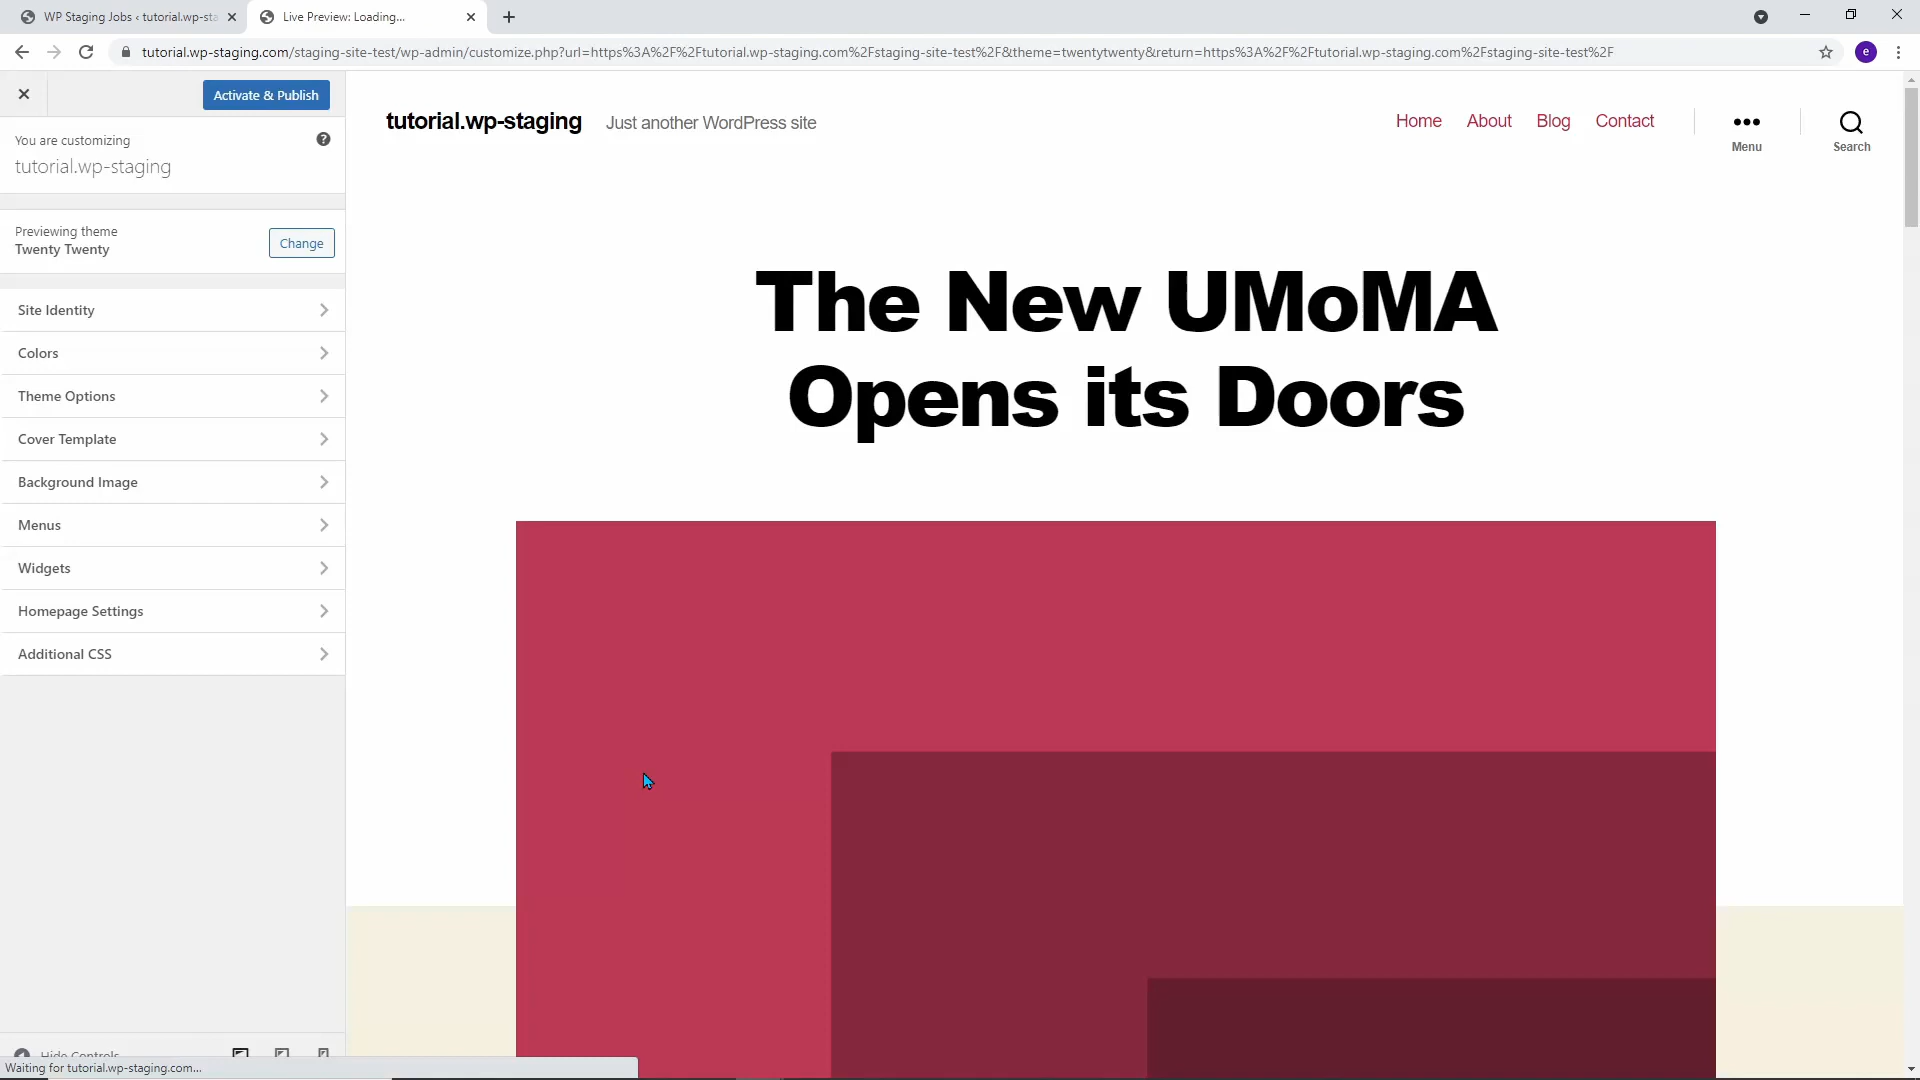 WP Staging Jobs ‹ tutorial.wp-sta
Live Preview: Loading...
tutorial.wp-staging.com/staging-site-test/wp-admin/customize.php?url=https%3A%2F%2Ftutorial.wp-staging.com%2Fstaging-site-test%2F&theme=twentytwenty&return=https%3A%2F%2Ftutorial.wp-staging.com%2Fstaging-site-test%2F
e
Activate & Publish
You are customizing
tutorial.wp-staging
Previewing theme
Twenty Twenty
Change
Site Identity
Colors
Theme Options
Cover Template
Background Image
Menus
Widgets
Homepage Settings
Additional CSS
Hide Controls
Waiting for tutorial.wp-staging.com...
tutorial.wp-staging
Just another WordPress site
Home
About
Blog
Contact
Menu
Search
The New UMoMA
Opens its Doors